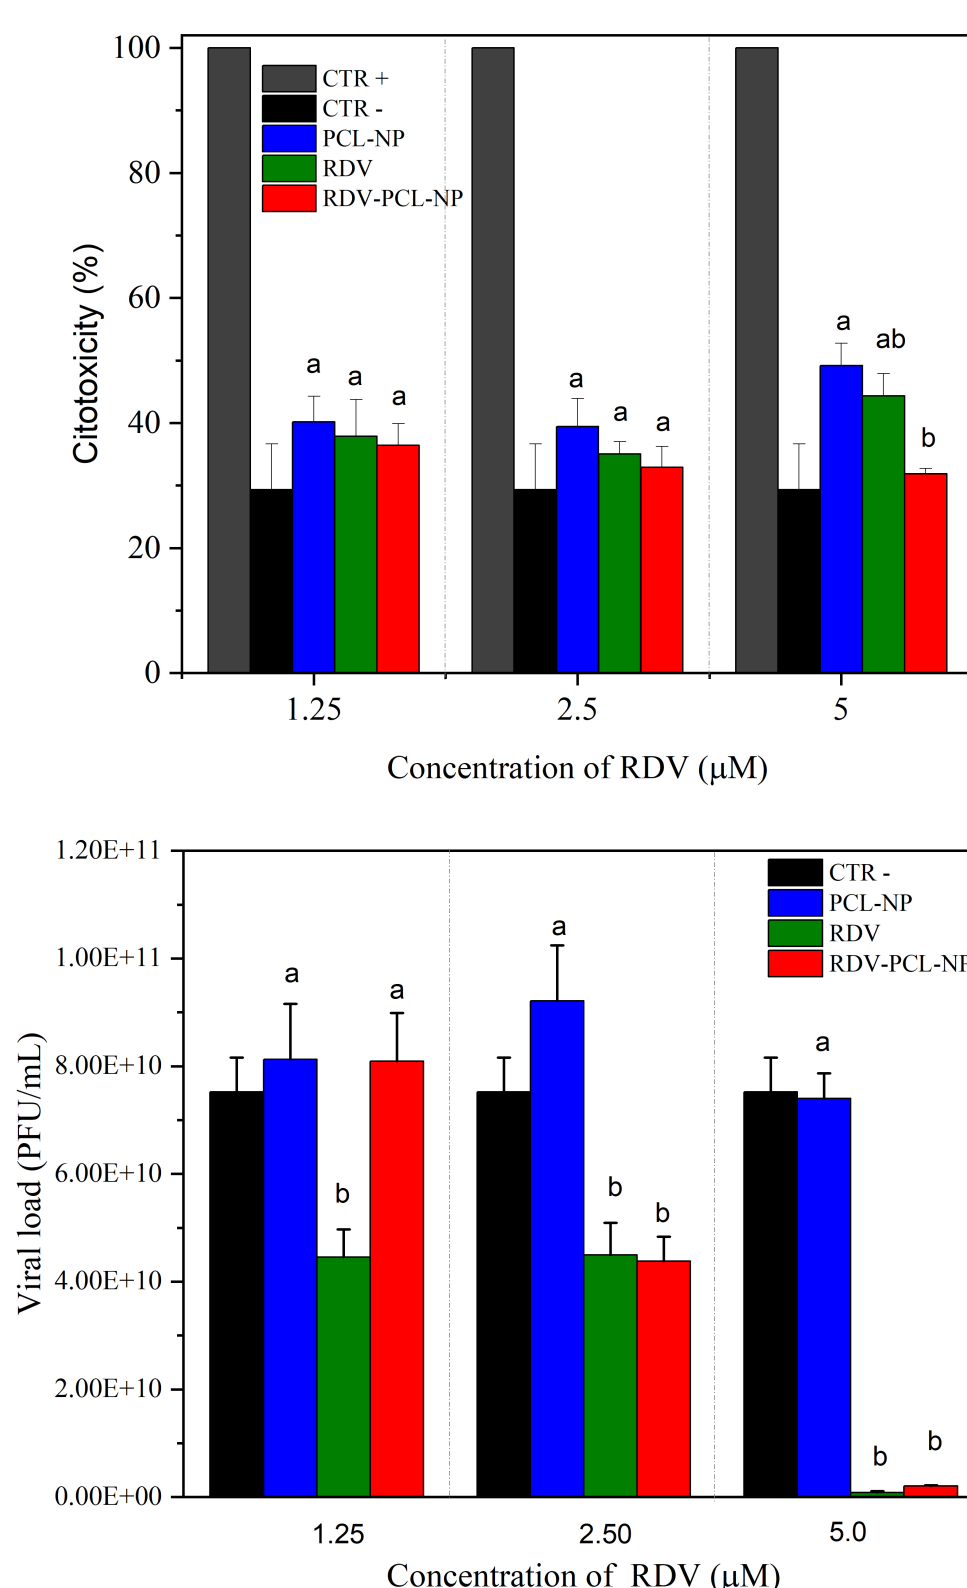 100
80
60
40
20
0
Citotoxicity (%)
CTR +
CTR -
PCL-NP
RDV
RDV-PCL-NP
a
a
a
a
a
a
a
ab
b
1.25
2.5
5
Concentration of RDV (μM)
1.20E+11
1.00E+11
8.00E+10
6.00E+10
4.00E+10
2.00E+10
0.00E+00
Viral load (PFU/mL)
CTR -
PCL-NP
RDV
RDV-PCL-NP
a
b
a
a
b
b
a
b
b
1.25
2.50
5.0
Concentration of RDV (μM)